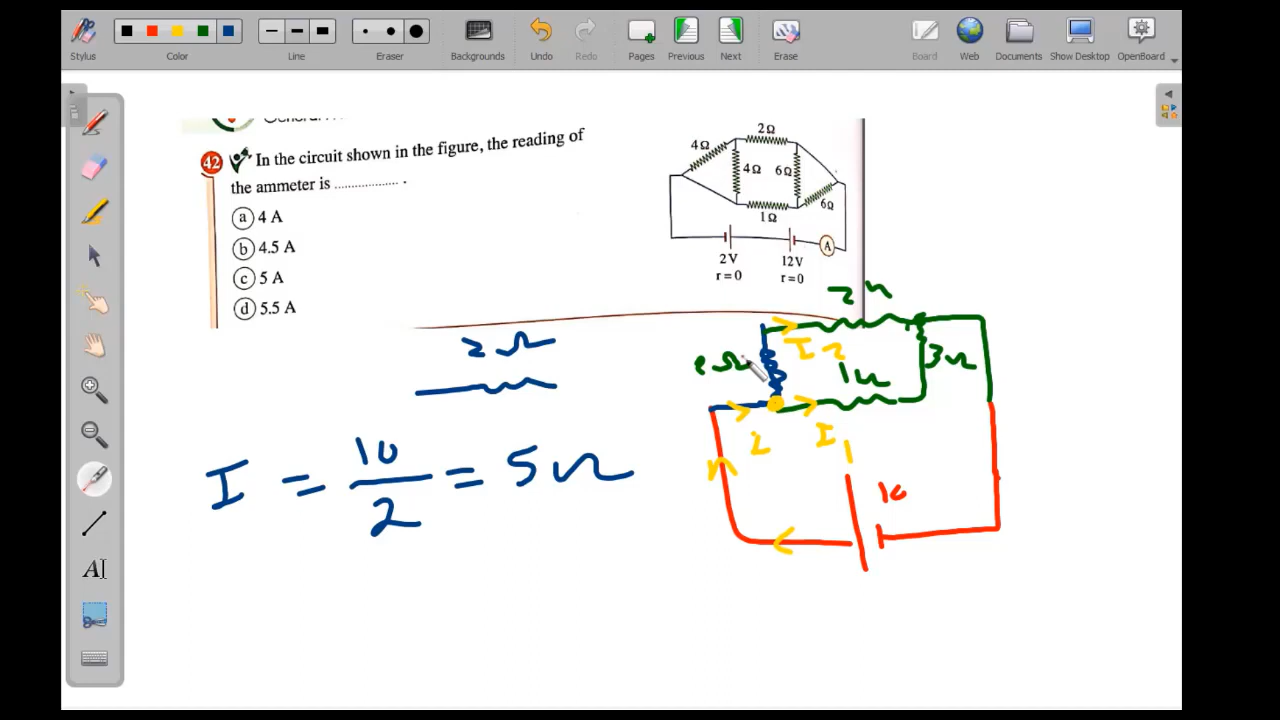 Stylus
Color
Line
Eraser
Backgrounds
Undo
Redo
Pages
Previous
Next
Erase
Board
Web
Documents
Show Desktop
OpenBoard
42 In the circuit shown in the figure, the reading of
the ammeter is .................. .
a 4 A
b 4.5 A
c 5 A
d 5.5 A
2Ω
4Ω
4Ω
6Ω
6Ω
1Ω
A
2V
12V
r=0
r=0
2Ω
2Ω
2Ω
3Ω
1Ω
I2
I1
I
10
I = 10/2 = 5Ω
A